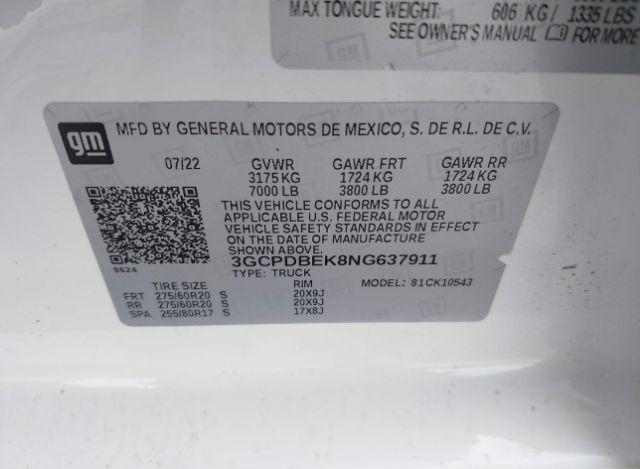 MAX TONGUE WEIGHT: 606 KG/ 1335 LBS
SEE OWNER'S MANUAL FOR MORE
gm MFD BY GENERAL MOTORS DE MEXICO, S. DE R.L. DE C.V.
07/22 GVWR GAWR FRT GAWR RR
3175 KG 1724 KG 1724 KG
7000 LB 3800 LB 3800 LB
THIS VEHICLE CONFORMS TO ALL
APPLICABLE U.S. FEDERAL MOTOR
VEHICLE SAFETY STANDARDS IN EFFECT
ON THE DATE OF MANUFACTURE
SHOWN ABOVE.
3GCPDBEK8NG637911
9624 TYPE: TRUCK
MODEL: 81CK10543
TIRE SIZE RIM
FRT 275/60R20 S 20X9J
RR 275/60R20 S 20X9J
SPA 255/80R17 S 17X8J